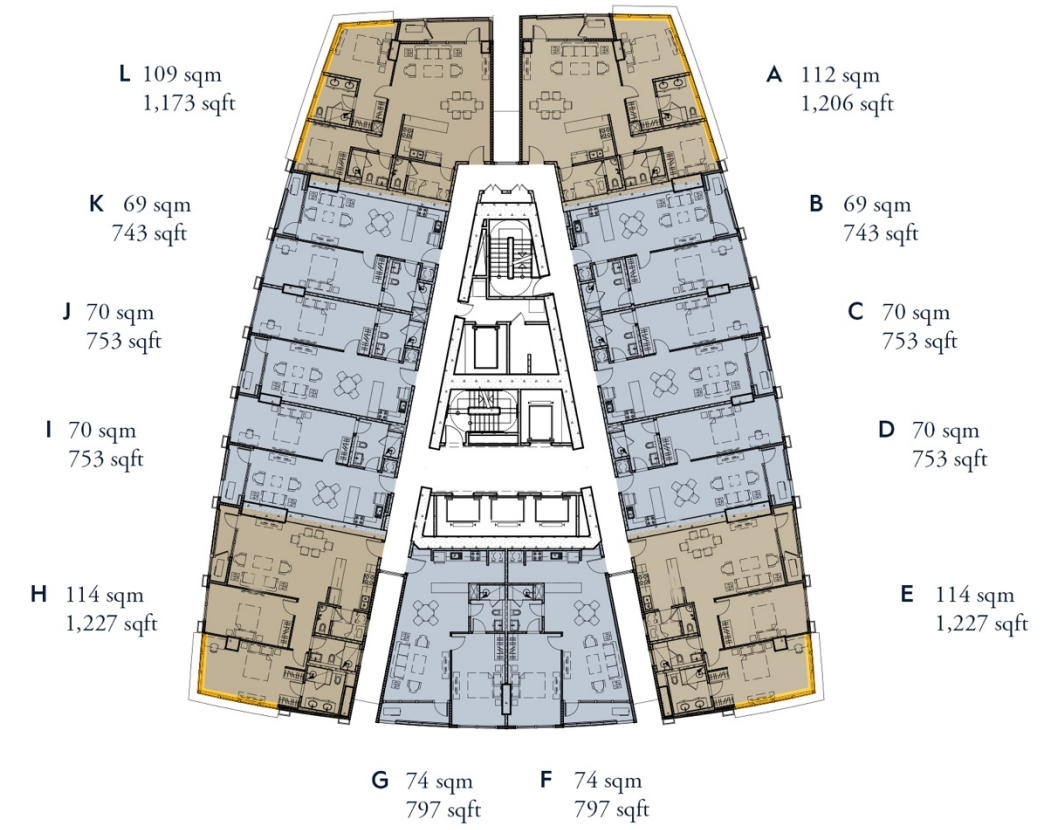 L 109 sqm
1,173 sqft
A 112 sqm
1,206 sqft
K 69 sqm
743 sqft
B 69 sqm
743 sqft
J 70 sqm
753 sqft
C 70 sqm
753 sqft
I 70 sqm
753 sqft
D 70 sqm
753 sqft
H 114 sqm
1,227 sqft
E 114 sqm
1,227 sqft
G 74 sqm
797 sqft
F 74 sqm
797 sqft